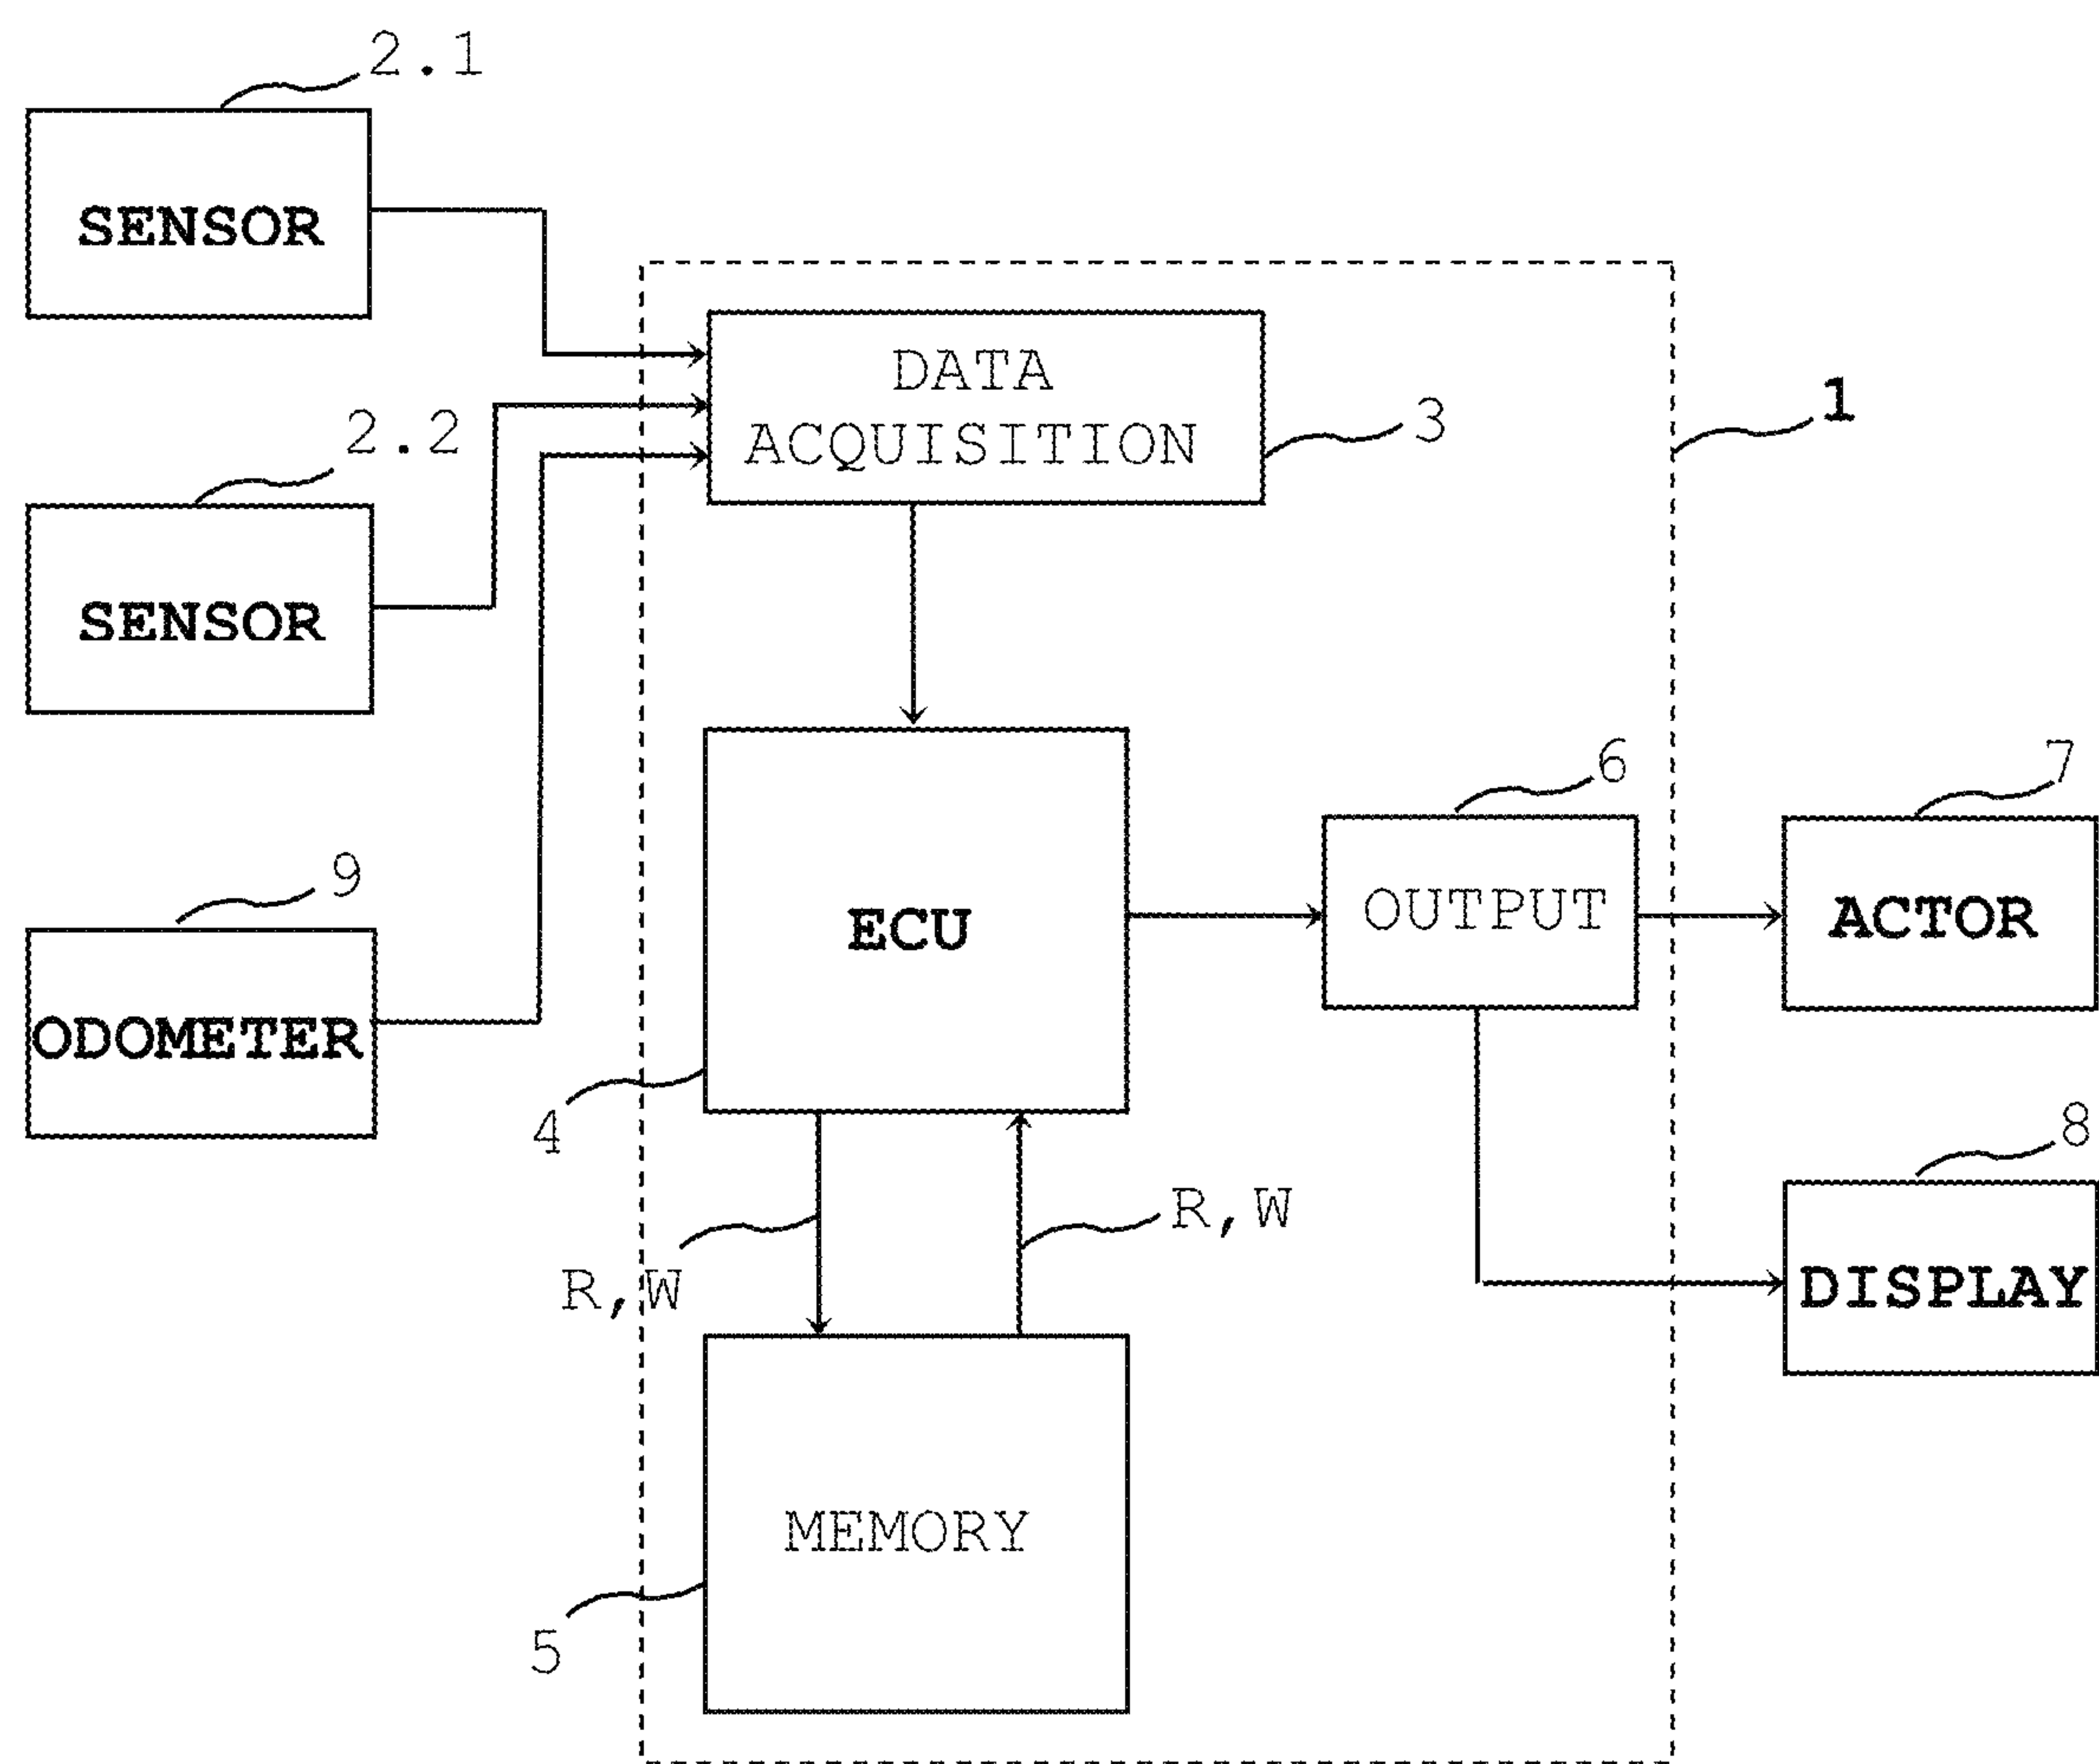 2.1
SENSOR
DATA
ACQUISITION
3
1
2.2
SENSOR
6
7
9
ODOMETER
ECU
OUTPUT
ACTOR
4
8
R,W
R,W
DISPLAY
MEMORY
5